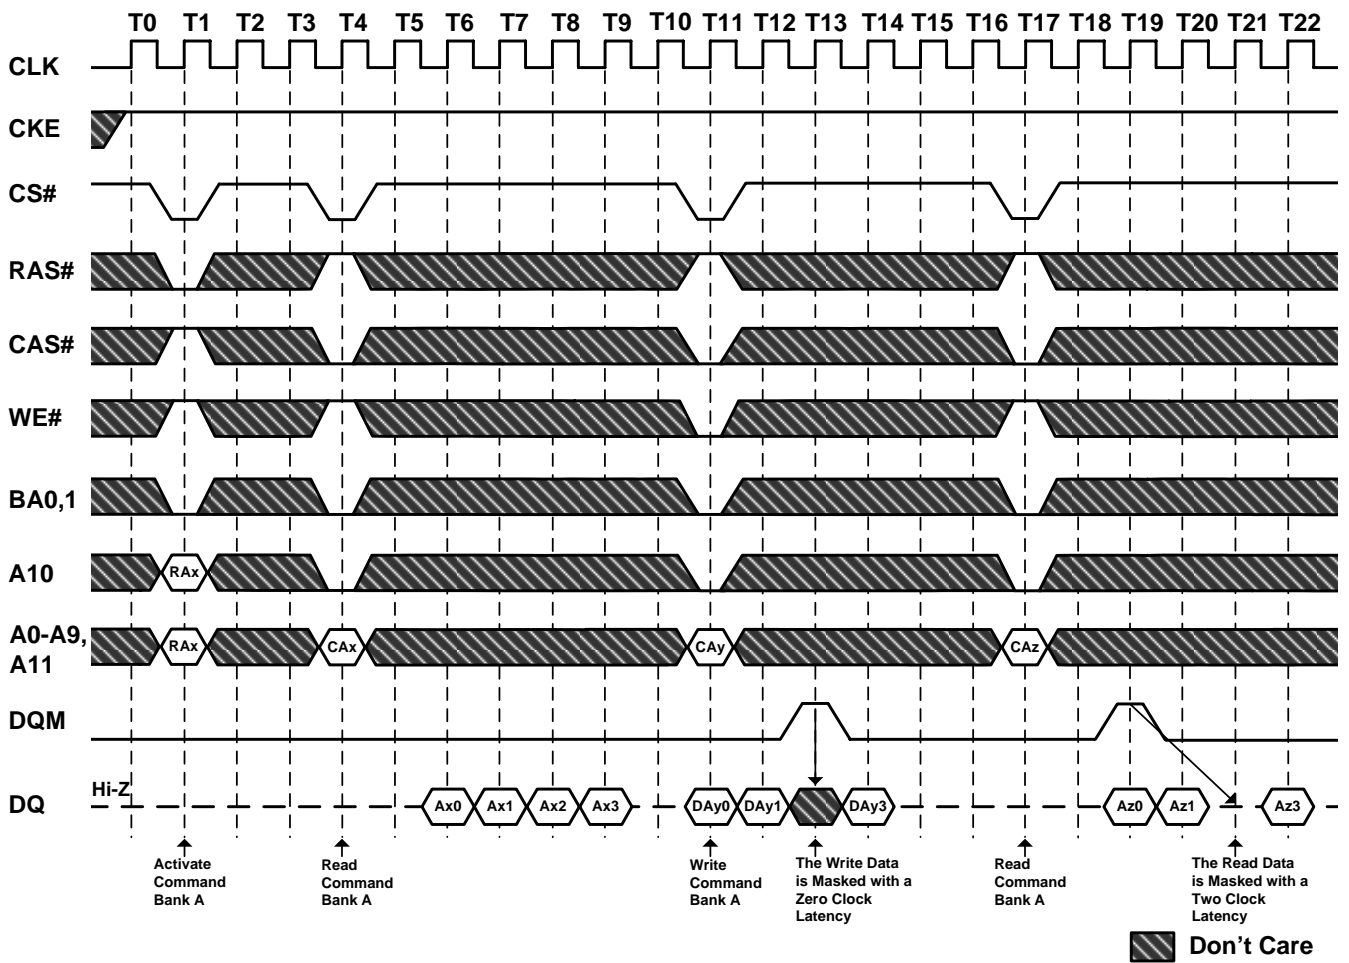 T0 T1 T2 T3 T4 T5 T6 T7 T8 T9 T10 T11 T12 T13 T14 T15 T16 T17 T18 T19 T20 T21 T22
CLK
CKE
CS#
RAS#
CAS#
WE#
BA0,1
A10
RAx
A0-A9,
A11
RAx CAx CAy CAz
DQM
DQ
Hi-Z
Ax0 Ax1 Ax2 Ax3 DAy0 DAy1 DAy3 Az0 Az1 Az3
Activate
Command
Bank A
Read
Command
Bank A
Write
Command
Bank A
The Write Data
is Masked with a
Zero Clock
Latency
Read
Command
Bank A
The Read Data
is Masked with a
Two Clock
Latency
Don't Care